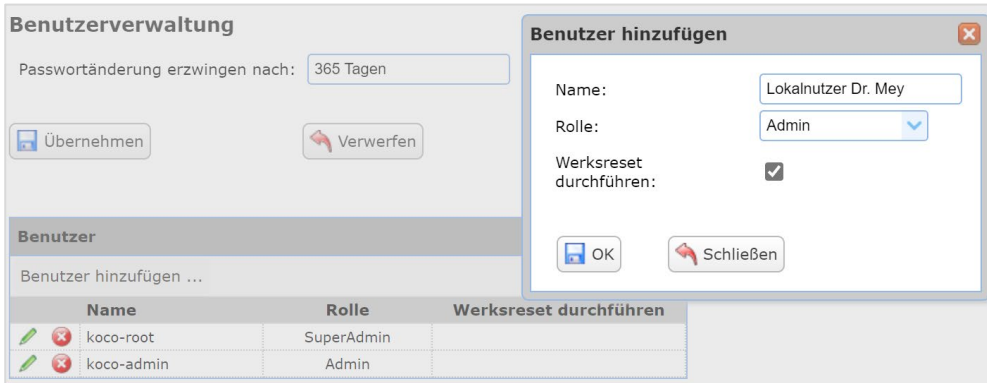 Benutzerverwaltung
Passwortänderung erzwingen nach: 365 Tagen
Übernehmen Verwerfen
Benutzer
Benutzer hinzufügen ...
Name Rolle Werksreset durchführen
koco-root SuperAdmin
koco-admin Admin
Benutzer hinzufügen
Name: Lokalnutzer Dr. Mey
Rolle: Admin
Werksreset
durchführen:
OK Schließen